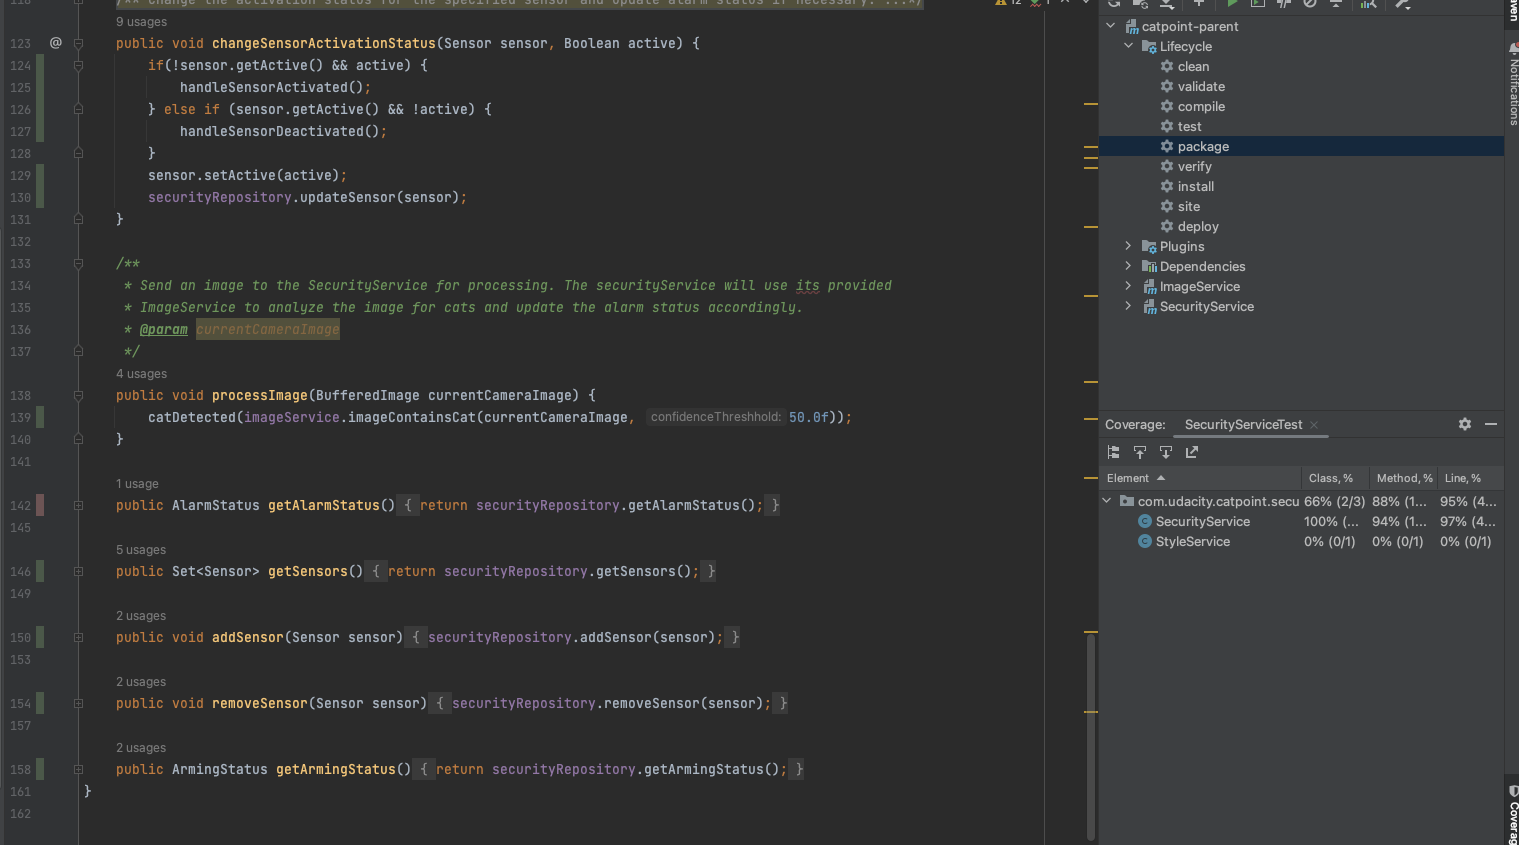 118 /** Change the activation status for the specified sensor and update alarm status if necessary. ...*/
9 usages
123 @ public void changeSensorActivationStatus(Sensor sensor, Boolean active) {
124 if(!sensor.getActive() && active) {
125 handleSensorActivated();
126 } else if (sensor.getActive() && !active) {
127 handleSensorDeactivated();
128 }
129 sensor.setActive(active);
130 securityRepository.updateSensor(sensor);
131 }
132
133 /**
134 * Send an image to the SecurityService for processing. The securityService will use its provided
135 * ImageService to analyze the image for cats and update the alarm status accordingly.
136 * @param currentCameraImage
137 */
4 usages
138 public void processImage(BufferedImage currentCameraImage) {
139 catDetected(imageService.imageContainsCat(currentCameraImage, confidenceThreshhold: 50.0f));
140 }
141
1 usage
142 public AlarmStatus getAlarmStatus() { return securityRepository.getAlarmStatus(); }
145
5 usages
146 public Set<Sensor> getSensors() { return securityRepository.getSensors(); }
149
2 usages
150 public void addSensor(Sensor sensor) { securityRepository.addSensor(sensor); }
153
2 usages
154 public void removeSensor(Sensor sensor) { securityRepository.removeSensor(sensor); }
157
2 usages
158 public ArmingStatus getArmingStatus() { return securityRepository.getArmingStatus(); }
161 }
162
12 1
catpoint-parent
Lifecycle
clean
validate
compile
test
package
verify
install
site
deploy
Plugins
Dependencies
ImageService
SecurityService
Coverage: SecurityServiceTest
Element Class, % Method, % Line, %
com.udacity.catpoint.secu 66% (2/3) 88% (1... 95% (4...
SecurityService 100% (... 94% (1... 97% (4...
StyleService 0% (0/1) 0% (0/1) 0% (0/1)
Notifications